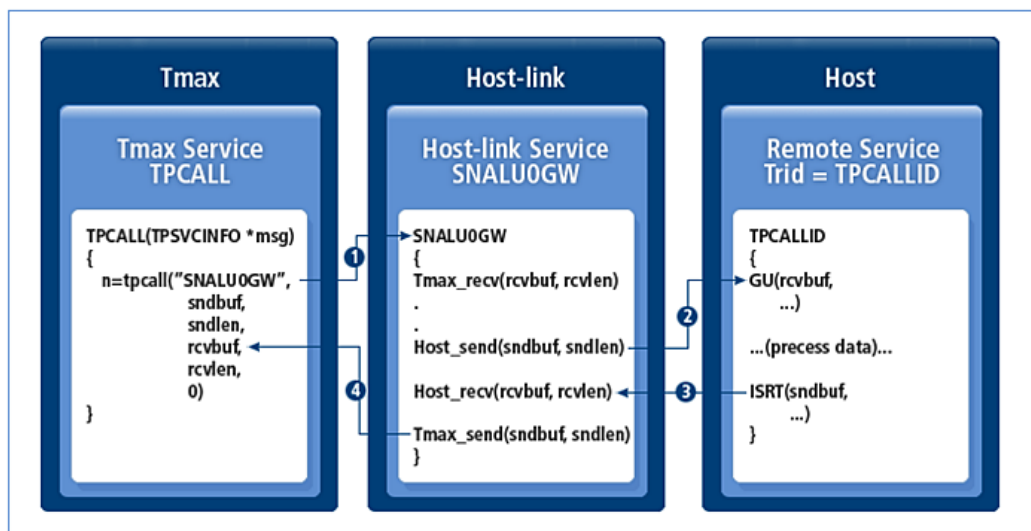 Tmax
Tmax Service
TPCALL
TPCALL(TPSVCINFO *msg)
{
n=tpcall("SNALU0GW",
sndbuf,
sndlen,
rcvbuf,
rcvlen,
0)
}
Host-link
Host-link Service
SNALU0GW
SNALU0GW
{
Tmax_recv(rcvbuf, rcvlen)
.
.
Host_send(sndbuf, sndlen)
Host_recv(rcvbuf, rcvlen)
Tmax_send(sndbuf, sndlen)
}
Host
Remote Service
Trid = TPCALLID
TPCALLID
{
GU(rcvbuf,
...)
...(precess data)...
ISRT(sndbuf,
...)
}
1
2
3
4